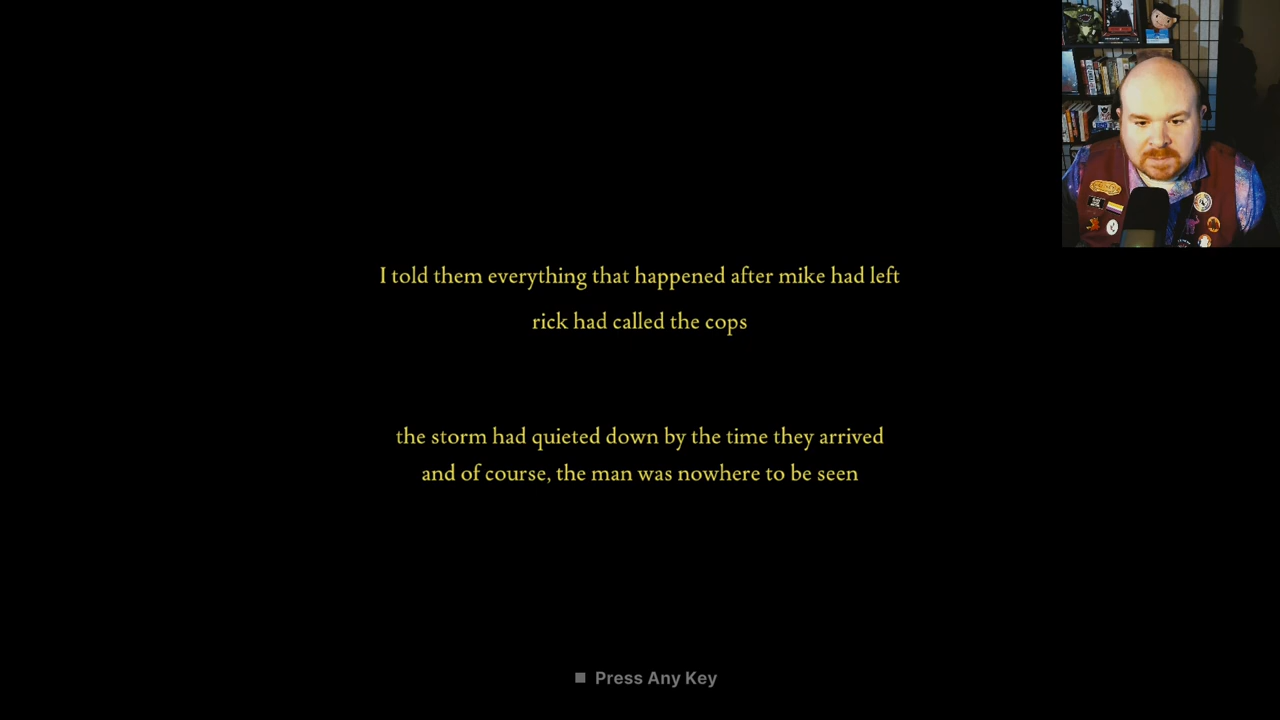 I told them everything that happened after mike had left
rick had called the cops
the storm had quieted down by the time they arrived
and of course, the man was nowhere to be seen
Press Any Key